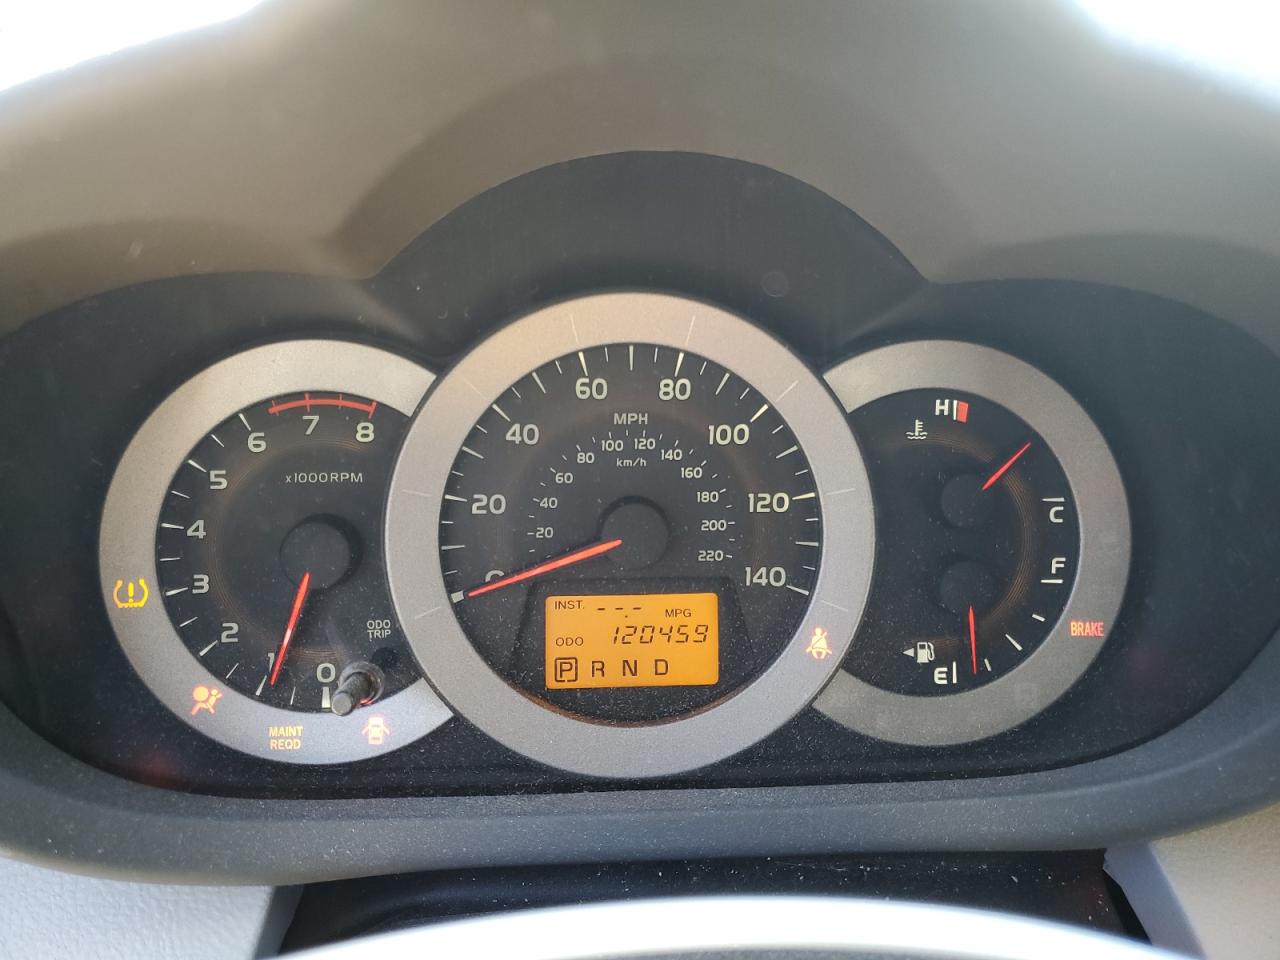 8
7
6
5
4
3
2
1
0
x1000RPM
ODO
TRIP
MAINT
REQD
0
20
40
60
80
100
120
140
MPH
20
40
60
80
100
120
140
160
180
200
220
km/h
INST. --.- MPG
ODO 120459
P R N D
H
C
F
E
BRAKE